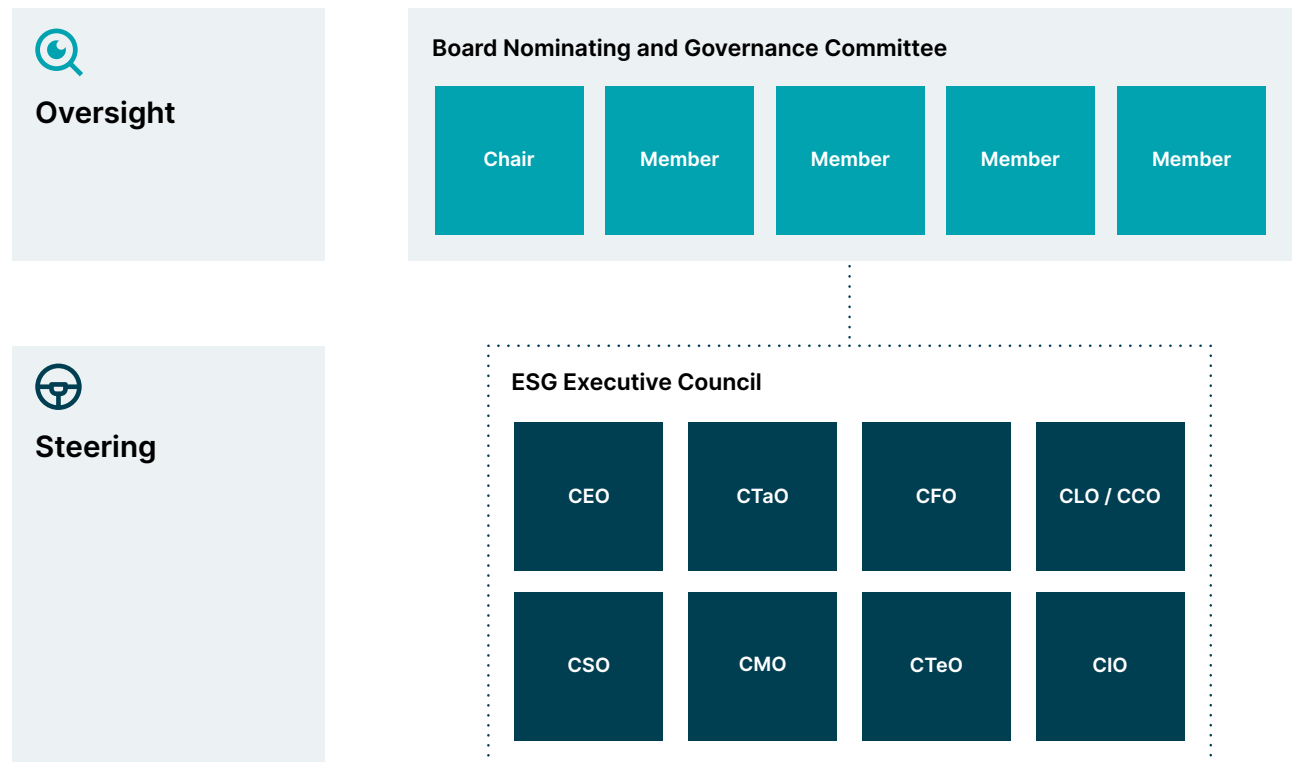 Oversight
Board Nominating and Governance Committee
Chair
Member
Member
Member
Member
Steering
ESG Executive Council
CEO
CTaO
CFO
CLO / CCO
CSO
CMO
CTeO
CIO